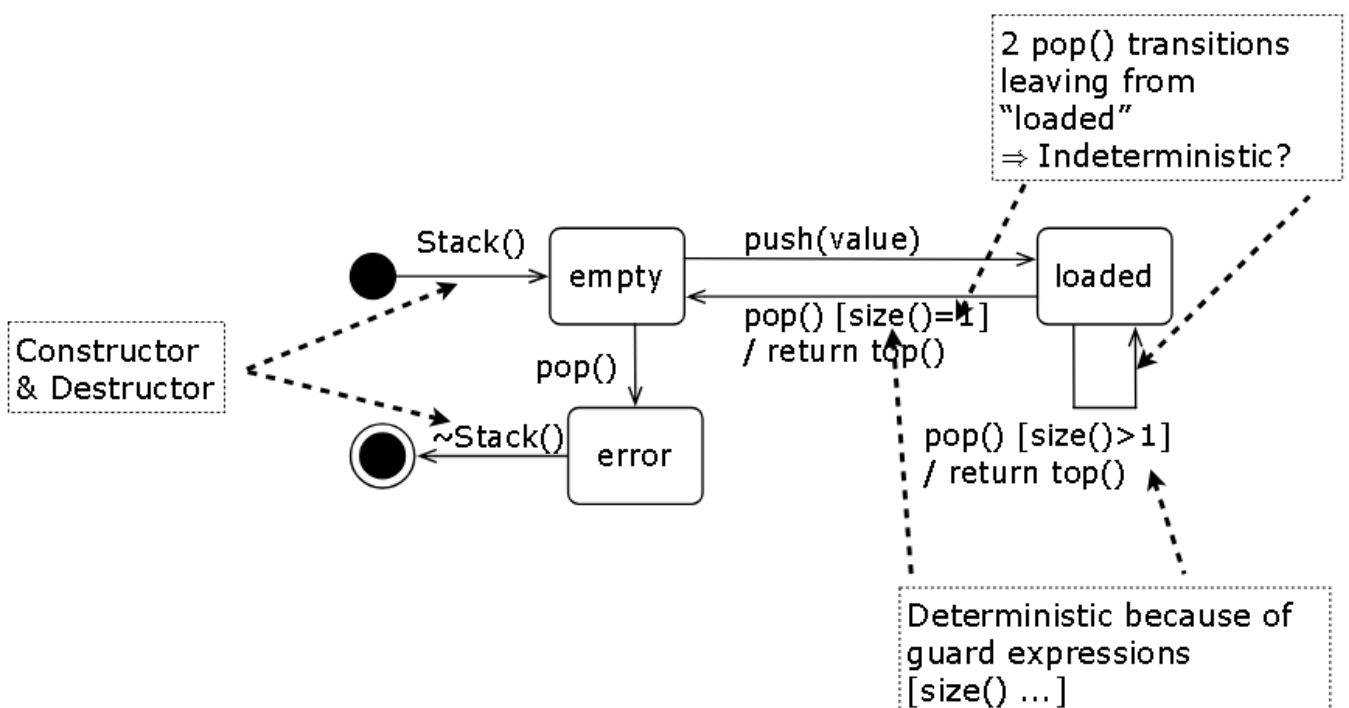 2 pop() transitions
leaving from
“loaded”
⇒ Indeterministic?
Stack()
empty
push(value)
loaded
pop() [size()=1]
/ return top()
Constructor
& Destructor
pop()
~Stack()
error
pop() [size()>1]
/ return top()
Deterministic because of
guard expressions
[size() ...]